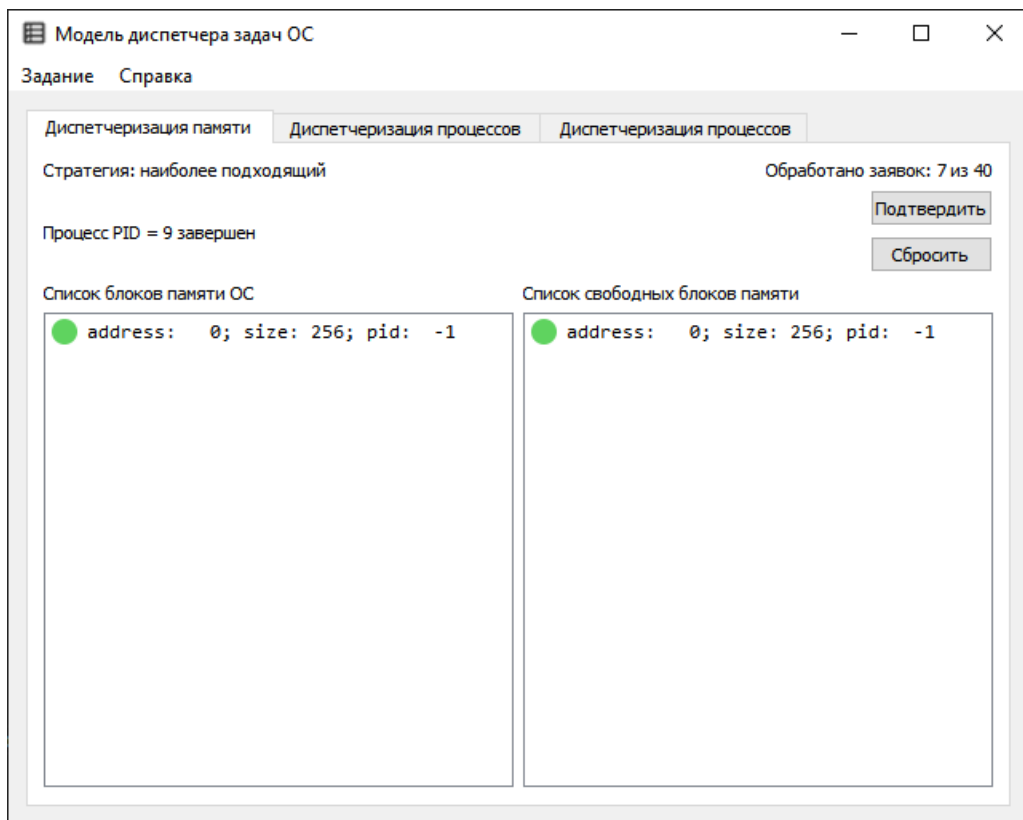 Модель диспетчера задач ОС
Задание Справка
Диспетчеризация памяти Диспетчеризация процессов Диспетчеризация процессов
Стратегия: наиболее подходящий Обработано заявок: 7 из 40
Подтвердить
Процесс PID = 9 завершен
Сбросить
Список блоков памяти ОС Список свободных блоков памяти
address: 0; size: 256; pid: -1 address: 0; size: 256; pid: -1